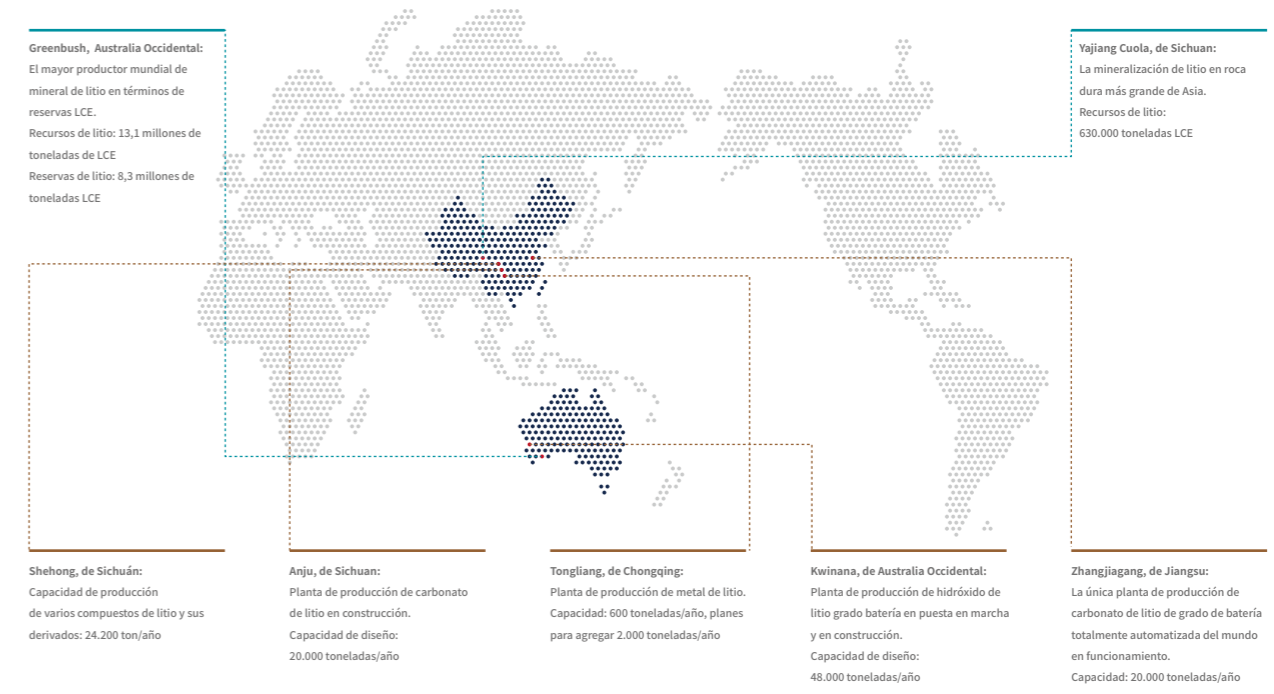 Greenbush, Australia Occidental:
El mayor productor mundial de
mineral de litio en términos de
reservas LCE.
Recursos de litio: 13,1 millones de
toneladas de LCE
Reservas de litio: 8,3 millones de
toneladas LCE
Yajiang Cuola, de Sichuan:
La mineralización de litio en roca
dura más grande de Asia.
Recursos de litio:
630.000 toneladas LCE
Shehong, de Sichuán:
Capacidad de producción
de varios compuestos de litio y sus
derivados: 24.200 ton/año
Anju, de Sichuan:
Planta de producción de carbonato
de litio en construcción.
Capacidad de diseño:
20.000 toneladas/año
Tongliang, de Chongqing:
Planta de producción de metal de litio.
Capacidad: 600 toneladas/año, planes
para agregar 2.000 toneladas/año
Kwinana, de Australia Occidental:
Planta de producción de hidróxido de
litio grado batería en puesta en marcha
y en construcción.
Capacidad de diseño:
48.000 toneladas/año
Zhangjiagang, de Jiangsu:
La única planta de producción de
carbonato de litio de grado de batería
totalmente automatizada del mundo
en funcionamiento.
Capacidad: 20.000 toneladas/año